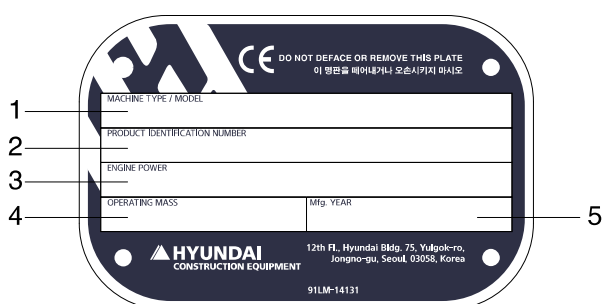 CE DO NOT DEFACE OR REMOVE THIS PLATE
이 명판을 떼어내거나 오손시키지 마시오
1 MACHINE TYPE / MODEL
2 PRODUCT IDENTIFICATION NUMBER
3 ENGINE POWER
4 OPERATING MASS Mfg. YEAR 5
HYUNDAI
CONSTRUCTION EQUIPMENT
12th Fl., Hyundai Bldg. 75, Yulgok-ro,
Jongno-gu, Seoul, 03058, Korea
91LM-14131